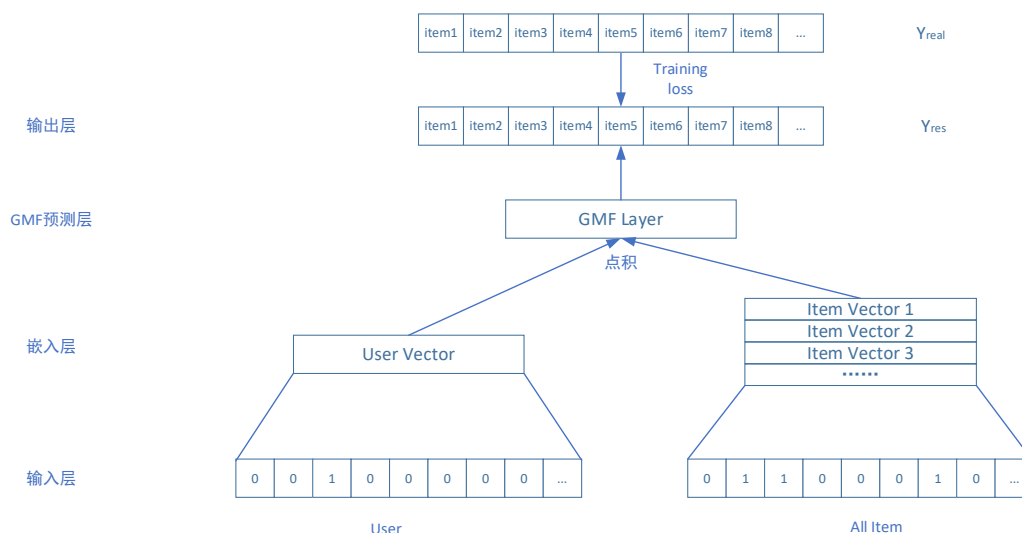 item1 item2 item3 item4 item5 item6 item7 item8 ... Yreal
Training
loss
输出层 item1 item2 item3 item4 item5 item6 item7 item8 ... Yres
GMF预测层 GMF Layer
点积
Item Vector 1
Item Vector 2
嵌入层 User Vector Item Vector 3
......
输入层 0 0 1 0 0 0 0 0 ... 0 1 1 0 0 0 1 0 ...
User All Item